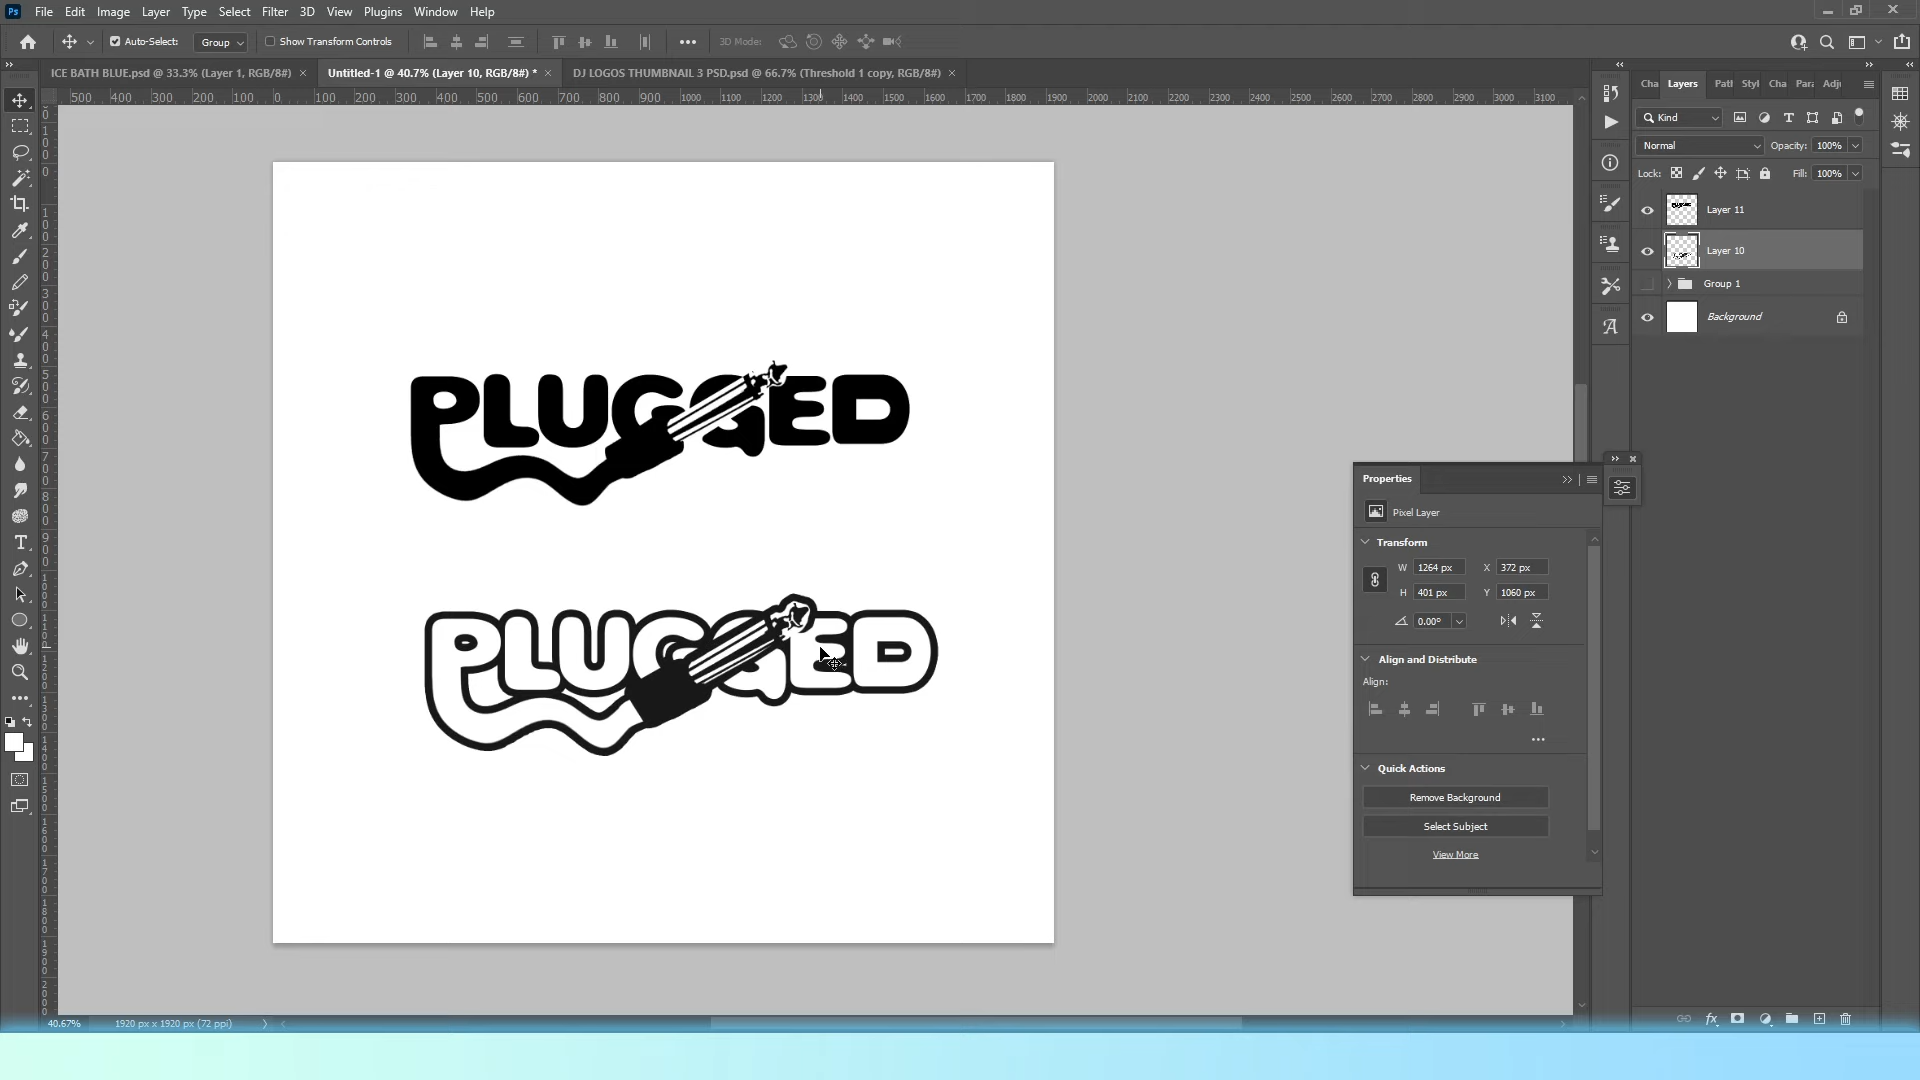 Ps File Edit Image Layer Type Select Filter 3D View Plugins Window Help
Auto-Select: Group Show Transform Controls 3D Mode:
ICE BATH BLUE.psd @ 33.3% (Layer 1, RGB/8#) Untitled-1 @ 40.7% (Layer 10, RGB/8#) * DJ LOGOS THUMBNAIL 3 PSD.psd @ 66.7% (Threshold 1 copy, RGB/8#)
500 400 300 200 100 0 100 200 300 400 500 600 700 800 900 1000 1100 1200 1300 1400 1500 1600 1700 1800 1900 2000 2100 2200 2300 2400 2500 2600 2700 2800 2900 3000 3100
Cha Layers Patl Styl Cha Para Adju
Kind
Normal Opacity: 100%
Lock: Fill: 100%
Layer 11
Layer 10
Group 1
Background
PLUGGED
PLUGGED
Properties
Pixel Layer
Transform
W 1264 px X 372 px
H 401 px Y 1060 px
0.00°
Align and Distribute
Align:
Quick Actions
Remove Background
Select Subject
View More
40.67% 1920 px x 1920 px (72 ppi)